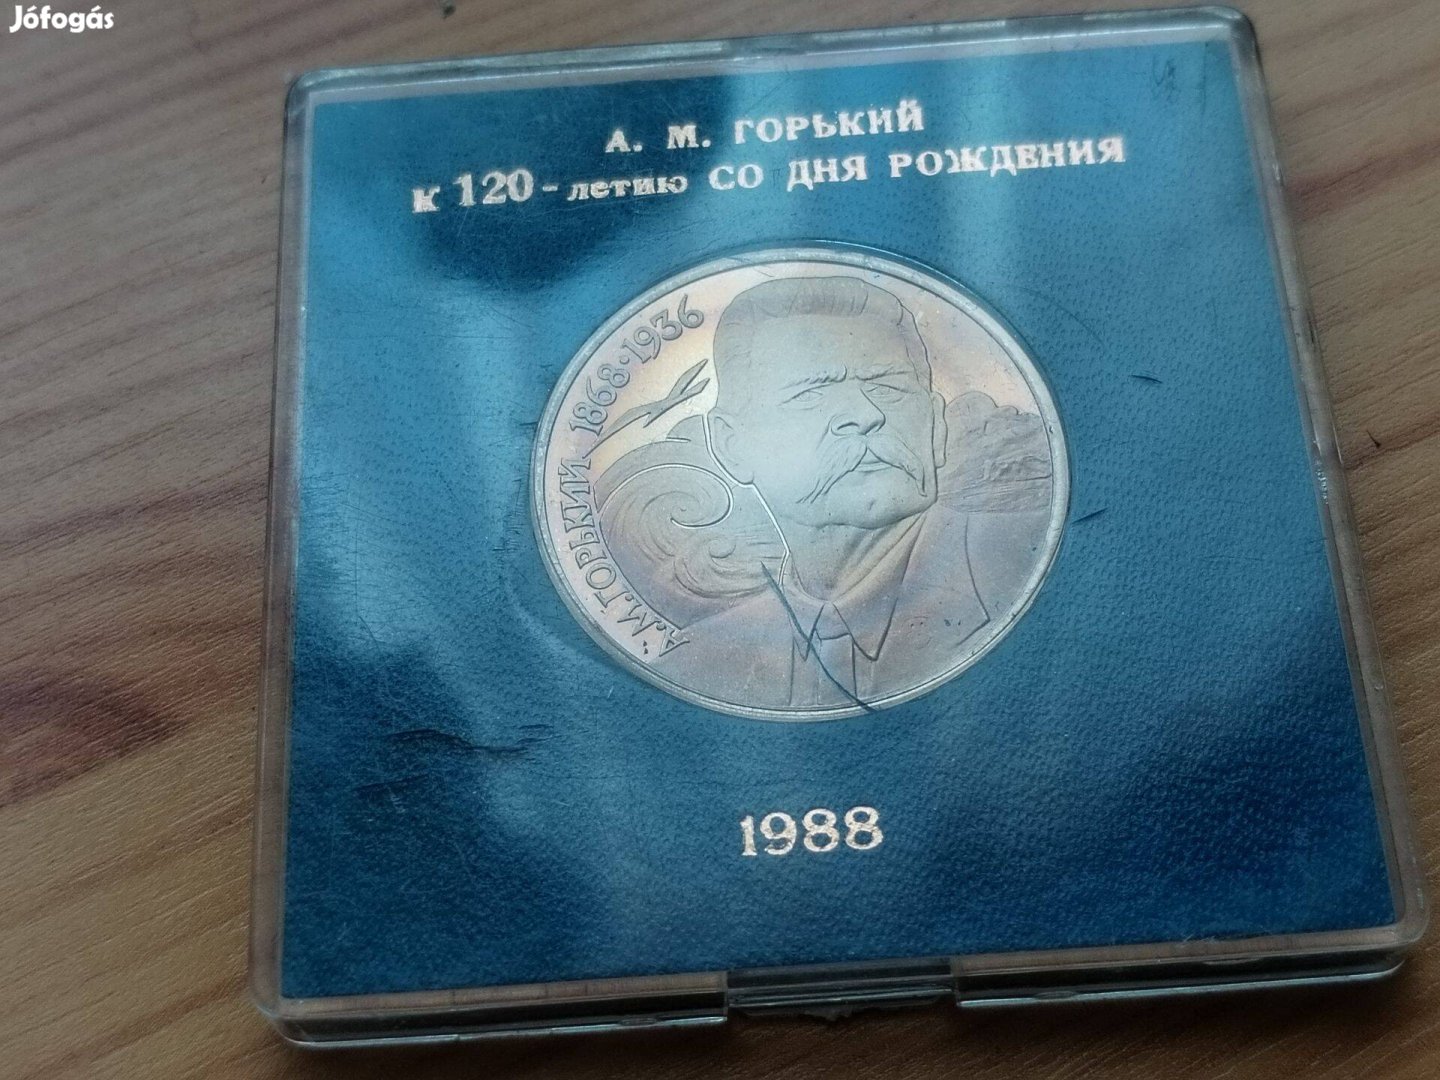 Jófogás
А. М. ГОРЬКИЙ
К 120-летию СО ДНЯ РОЖДЕНИЯ
А.М.ГОРЬКИЙ 1868·1936
1988